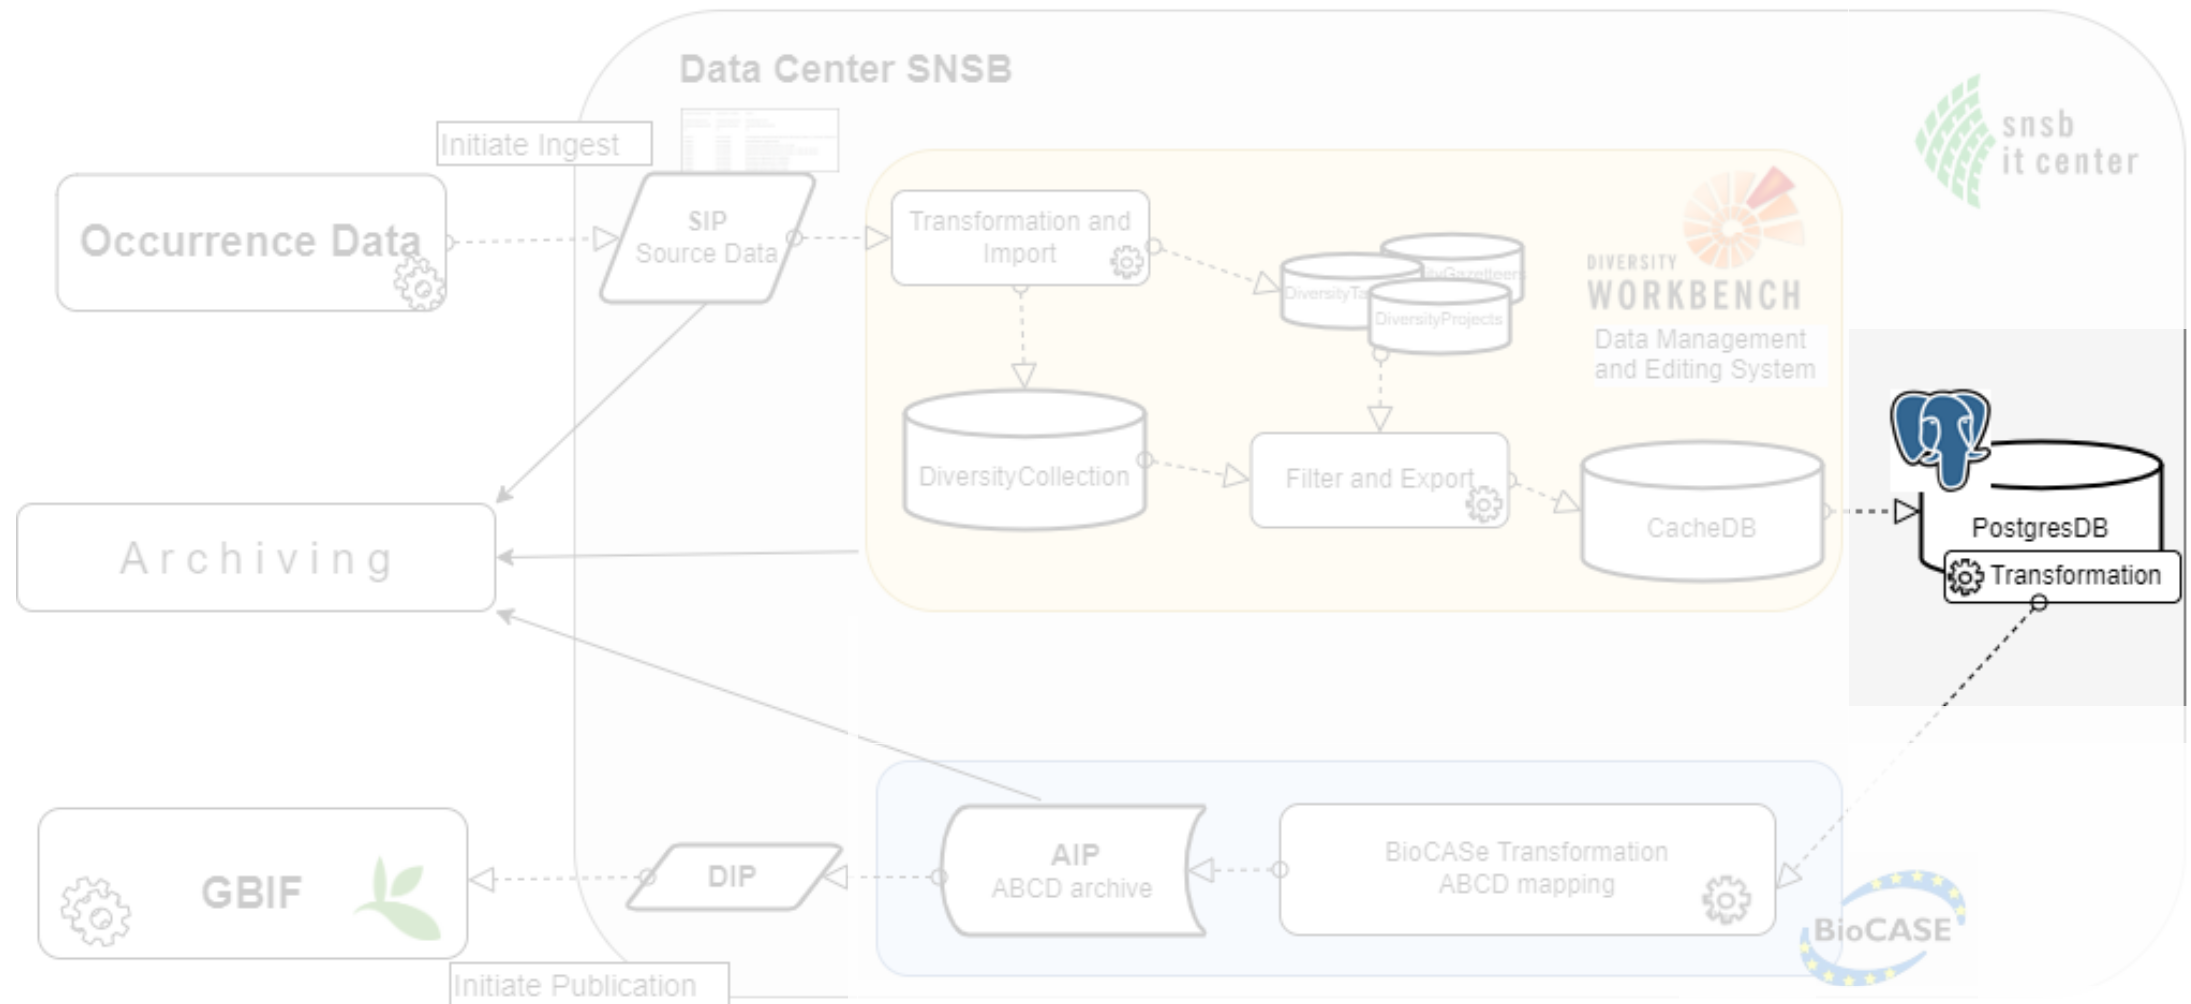 Data Center SNSB
Initiate Ingest
snsb
it center
Occurrence Data
SIP
Source Data
Transformation and
Import
DiversityTa
ityGazetteers
DiversityProjects
DIVERSITY
WORKBENCH
Data Management
and Editing System
DiversityCollection
Filter and Export
CacheDB
PostgresDB
Transformation
Archiving
GBIF
DIP
AIP
ABCD archive
BioCASe Transformation
ABCD mapping
BioCASE
Initiate Publication